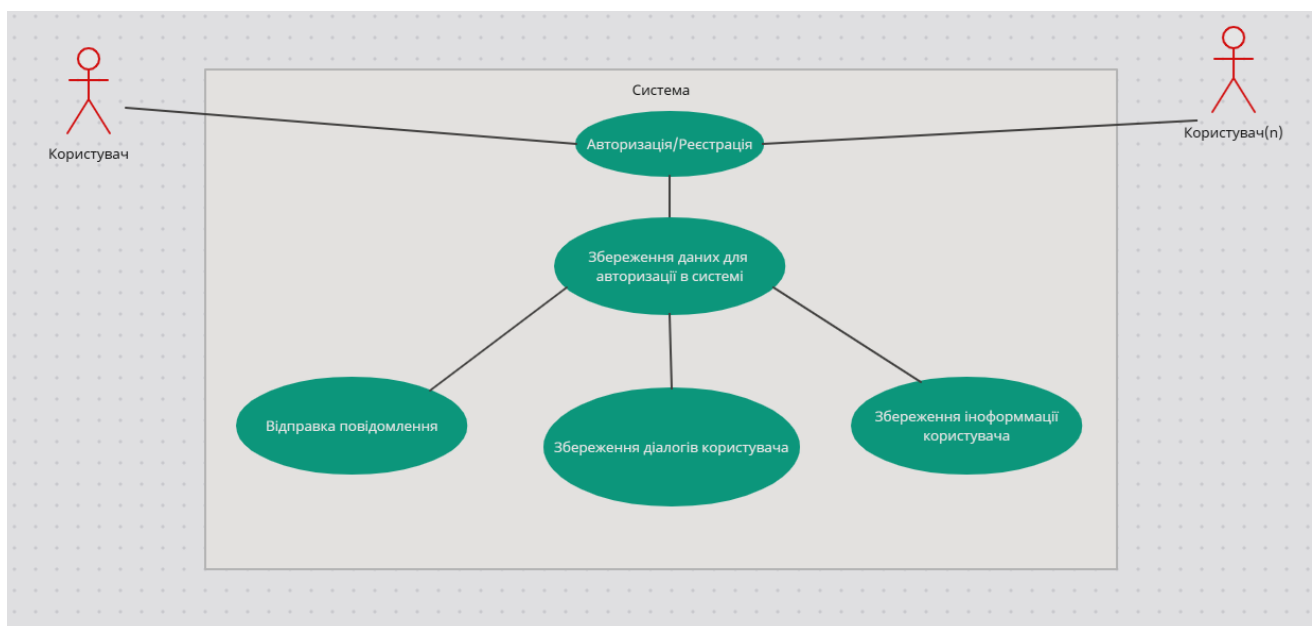 Система
Користувач
Користувач(n)
Авторизація/Реєстрація
Збереження даних для
авторизації в системі
Відправка повідомлення
Збереження діалогів користувача
Збереження іноформмації
користувача